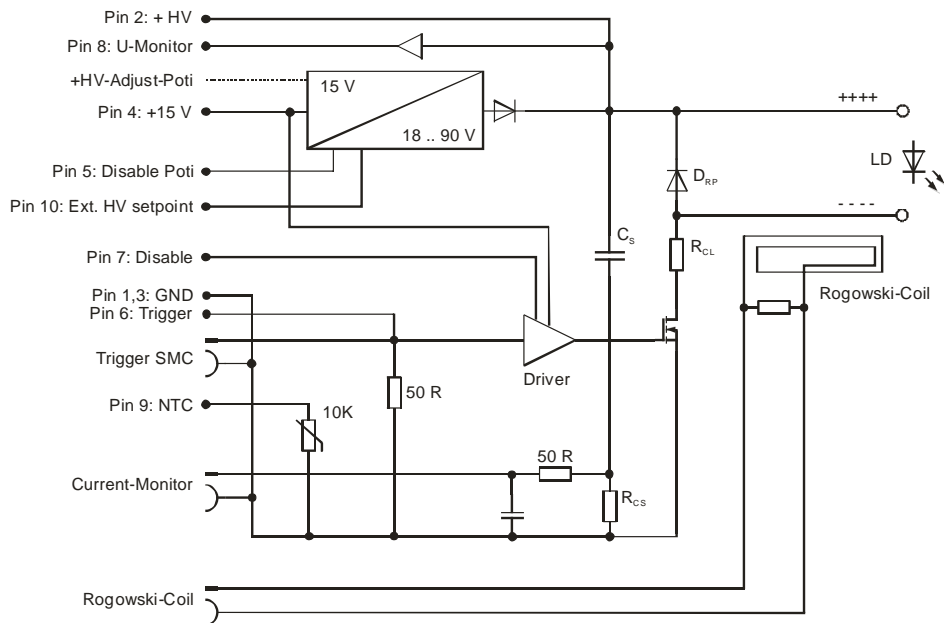 Pin 2: + HV
Pin 8: U-Monitor
+HV-Adjust-Poti
15 V
Pin 4: +15 V
18 .. 90 V
++++
LD
Pin 5: Disable Poti
D_RP
Pin 10: Ext. HV setpoint
- - - -
C_S
R_CL
Pin 7: Disable
Rogowski-Coil
Pin 1,3: GND
Pin 6: Trigger
Trigger SMC
Driver
50 R
Pin 9: NTC
10K
50 R
Current-Monitor
R_CS
Rogowski-Coil